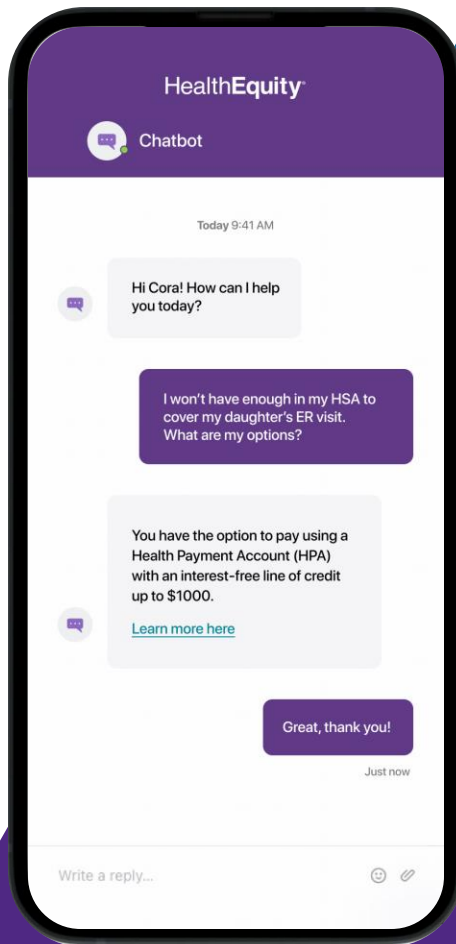 HealthEquity
Chatbot
Today 9:41 AM
Hi Cora! How can I help
you today?
I won't have enough in my HSA to
cover my daughter's ER visit.
What are my options?
You have the option to pay using a
Health Payment Account (HPA)
with an interest-free line of credit
up to $1000.
Learn more here
Great, thank you!
Just now
Write a reply...